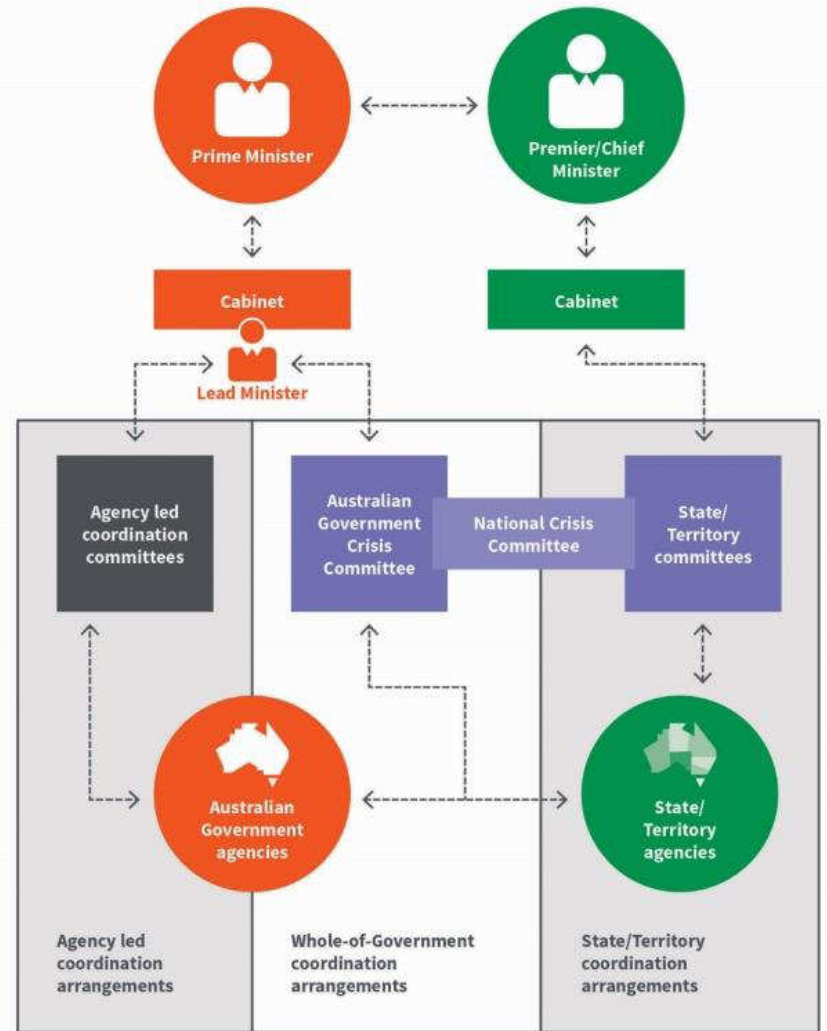 Prime Minister
Premier/Chief
Minister
Cabinet
Cabinet
Lead Minister
Agency led
coordination
committees
Australian
Government
Crisis
Committee
National Crisis
Committee
State/
Territory
committees
Australian
Government
agencies
State/
Territory
agencies
Agency led
coordination
arrangements
Whole-of-Government
coordination
arrangements
State/Territory
coordination
arrangements